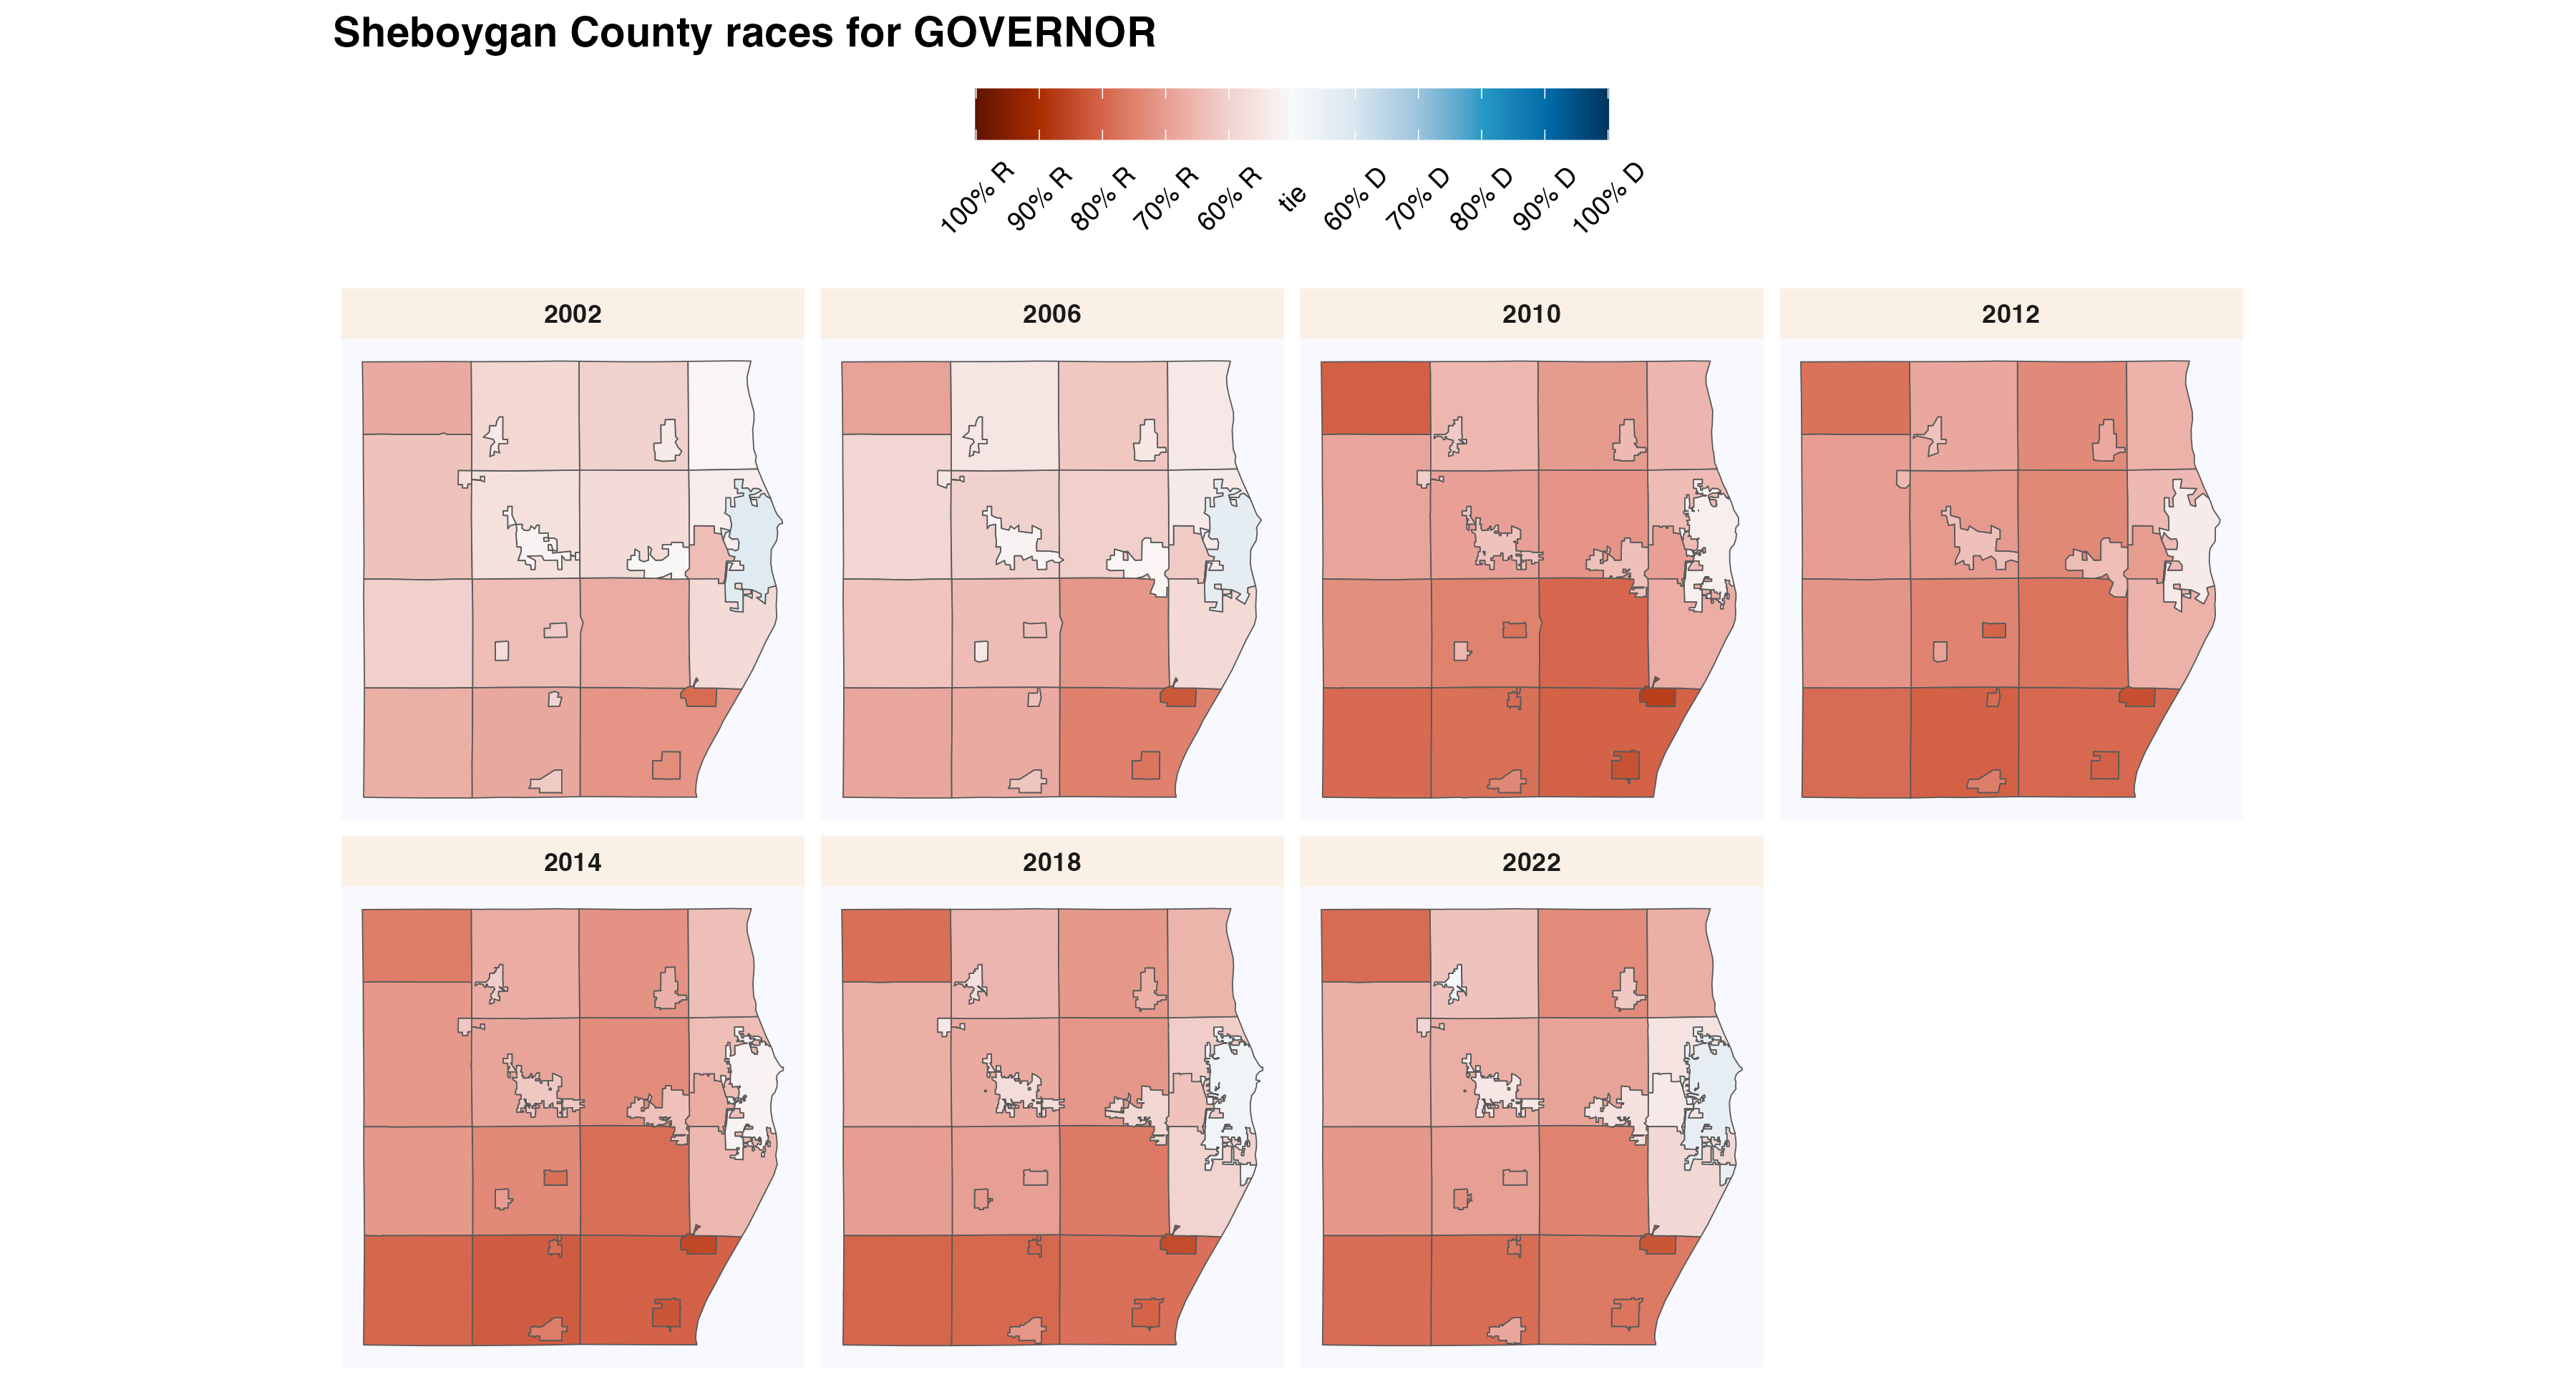 Sheboygan County races for GOVERNOR
100% R 90% R 80% R 70% R 60% R tie 60% D 70% D 80% D 90% D 100% D
2002 2006 2010 2012
2014 2018 2022